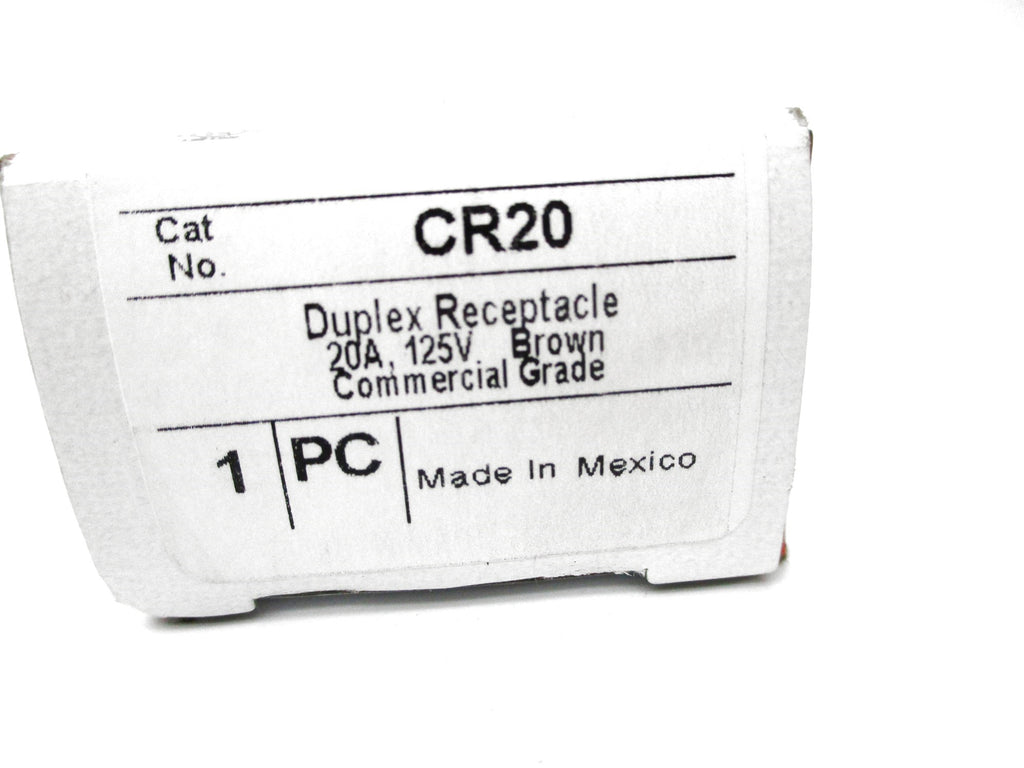 Cat No. CR20
Duplex Receptacle
20A, 125V Brown
Commercial Grade
1 PC Made In Mexico